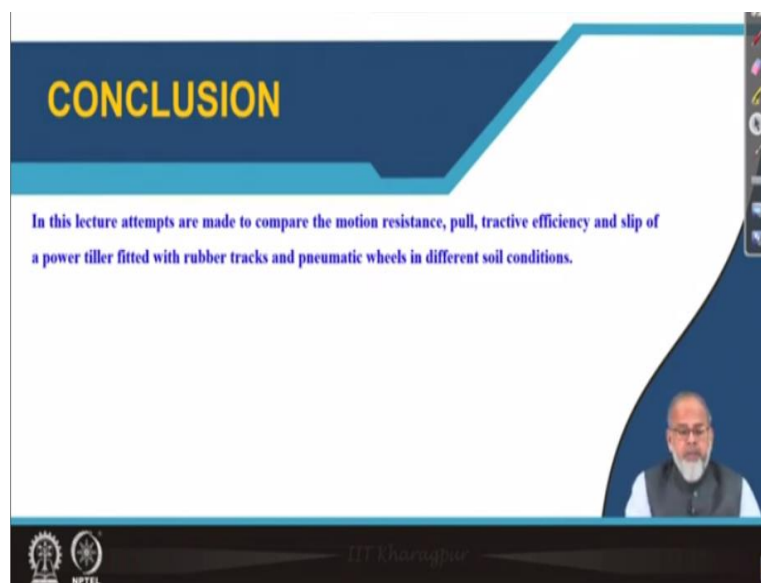 CONCLUSION
In this lecture attempts are made to compare the motion resistance, pull, tractive efficiency and slip of
a power tiller fitted with rubber tracks and pneumatic wheels in different soil conditions.
IIT Kharagpur
NPTEL